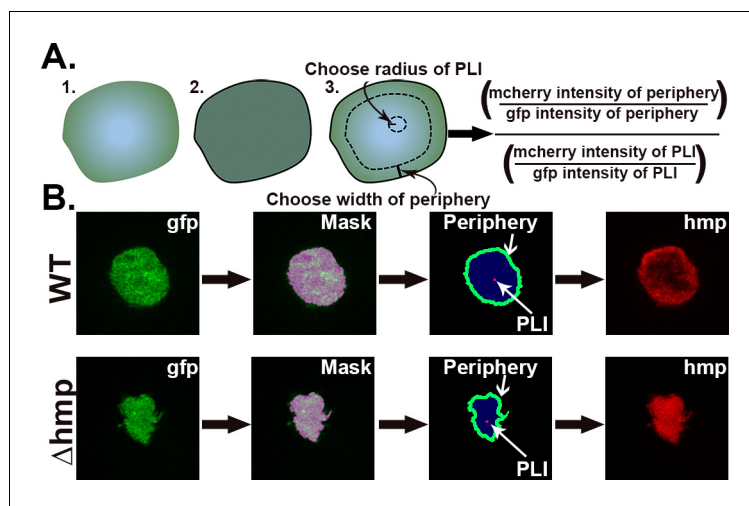 A.
1.
2.
3.
Choose radius of PLI
Choose width of periphery
(mcherry intensity of periphery)
gfp intensity of periphery
(mcherry intensity of PLI)
gfp intensity of PLI
B.
WT
gfp
Mask
Periphery
PLI
hmp
Δhmp
gfp
Mask
Periphery
PLI
hmp